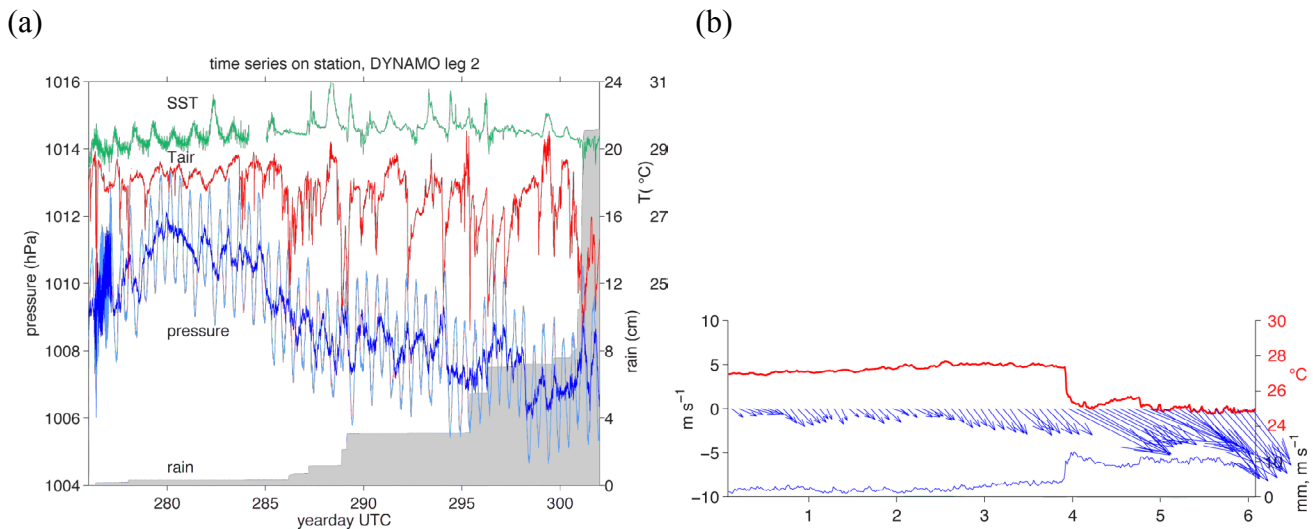 (a)
(b)
time series on station, DYNAMO leg 2
1016
1014
1012
1010
1008
1006
1004
pressure (hPa)
SST
Tair
pressure
rain
24
20
16
12
8
4
0
rain (cm)
31
29
27
25
T( °C)
280
285
290
295
300
yearday UTC
10
5
0
−5
−10
m s⁻¹
30
28
26
24
°C
10
0
mm, m s⁻¹
1
2
3
4
5
6